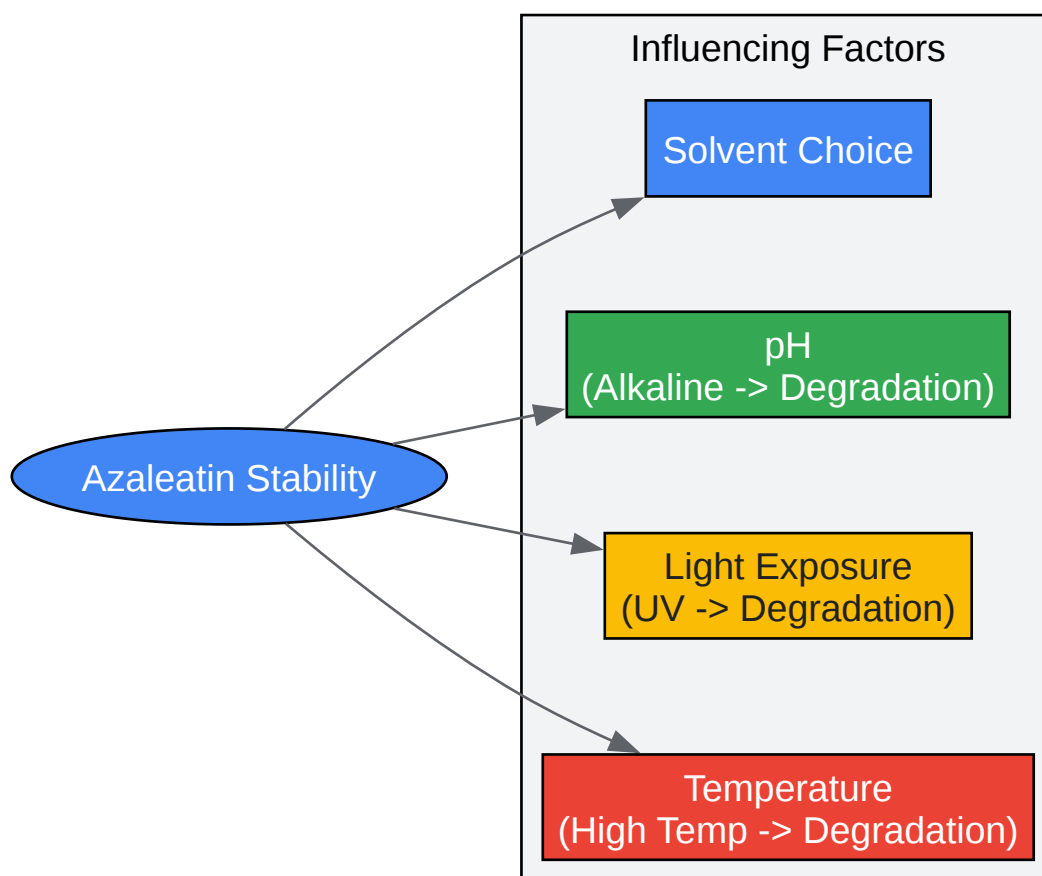 Influencing Factors
Solvent Choice
pH
(Alkaline -> Degradation)
Azaleatin Stability
Light Exposure
(UV -> Degradation)
Temperature
(High Temp -> Degradation)